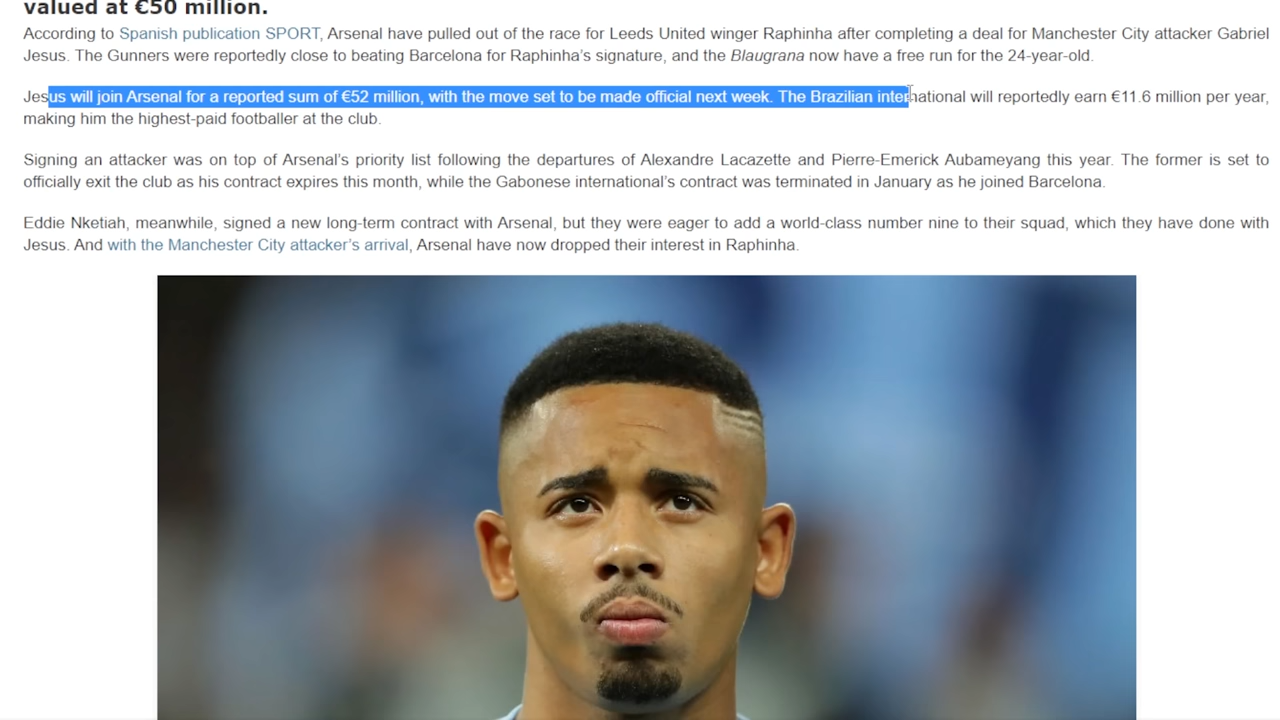 valued at €50 million.
According to Spanish publication SPORT, Arsenal have pulled out of the race for Leeds United winger Raphinha after completing a deal for Manchester City attacker Gabriel
Jesus. The Gunners were reportedly close to beating Barcelona for Raphinha’s signature, and the Blaugrana now have a free run for the 24-year-old.
Jesus will join Arsenal for a reported sum of €52 million, with the move set to be made official next week. The Brazilian international will reportedly earn €11.6 million per year,
making him the highest-paid footballer at the club.
Signing an attacker was on top of Arsenal’s priority list following the departures of Alexandre Lacazette and Pierre-Emerick Aubameyang this year. The former is set to
officially exit the club as his contract expires this month, while the Gabonese international’s contract was terminated in January as he joined Barcelona.
Eddie Nketiah, meanwhile, signed a new long-term contract with Arsenal, but they were eager to add a world-class number nine to their squad, which they have done with
Jesus. And with the Manchester City attacker’s arrival, Arsenal have now dropped their interest in Raphinha.